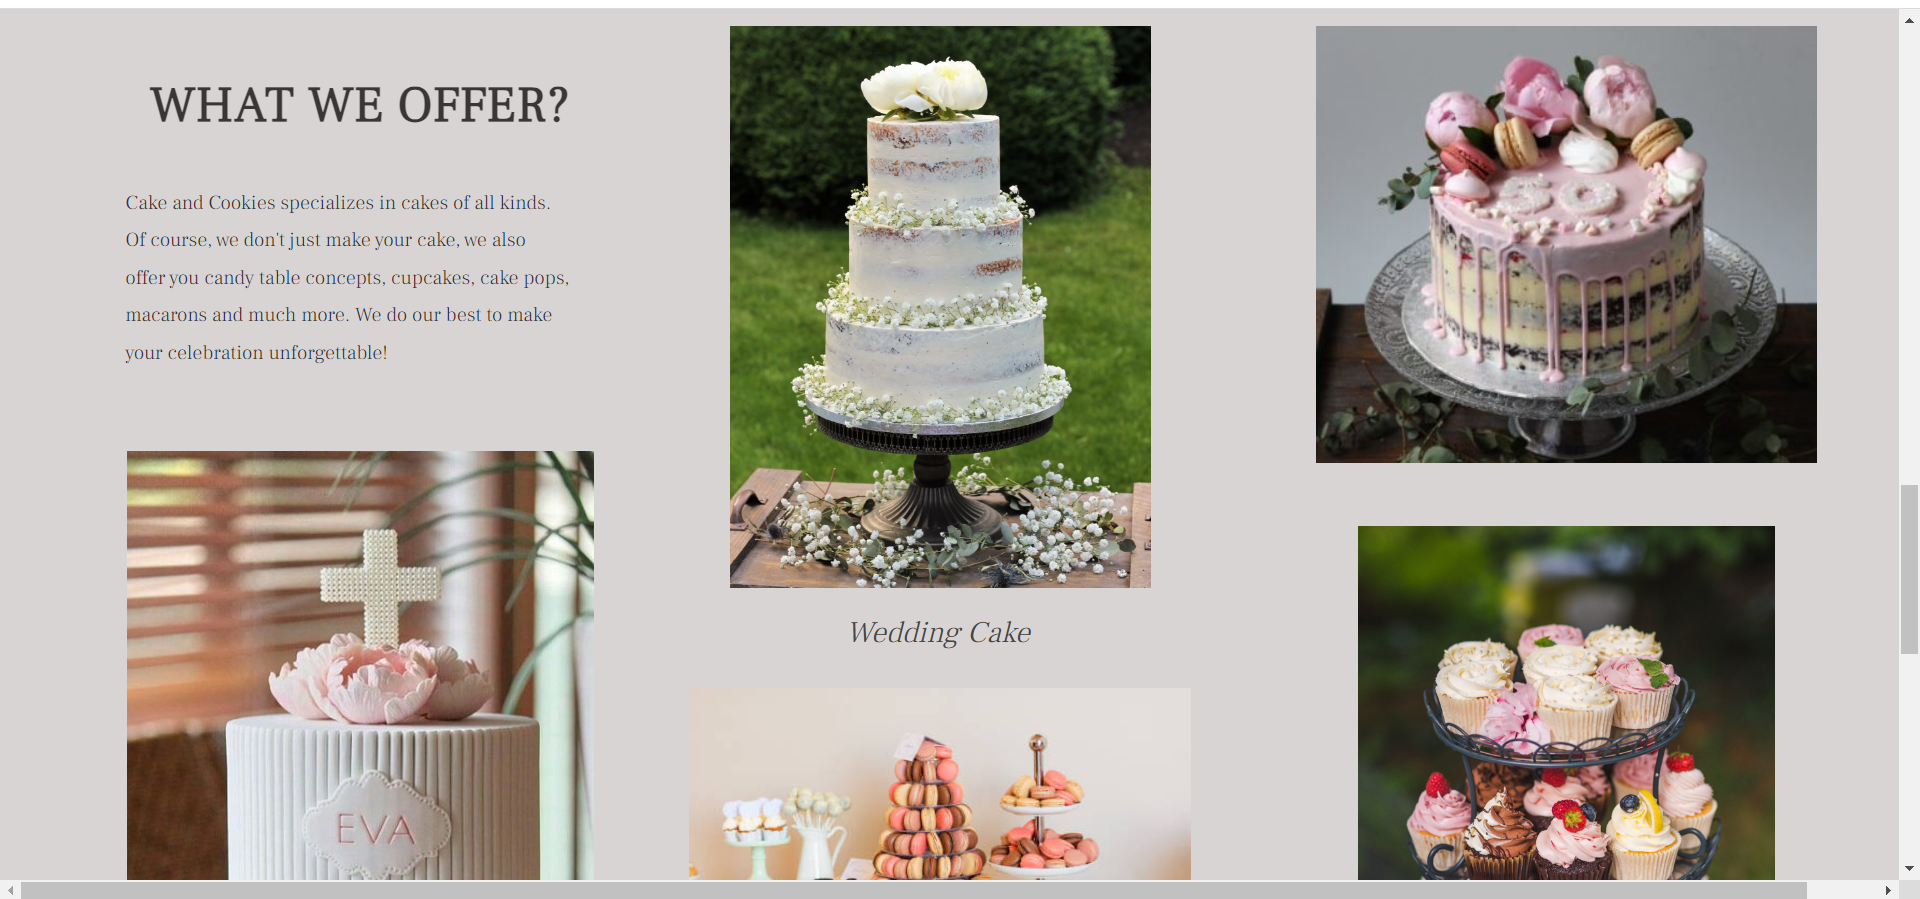 WHAT WE OFFER?
Cake and Cookies specializes in cakes of all kinds.
Of course, we don't just make your cake, we also
offer you candy table concepts, cupcakes, cake pops,
macarons and much more. We do our best to make
your celebration unforgettable!
EVA
Wedding Cake
50